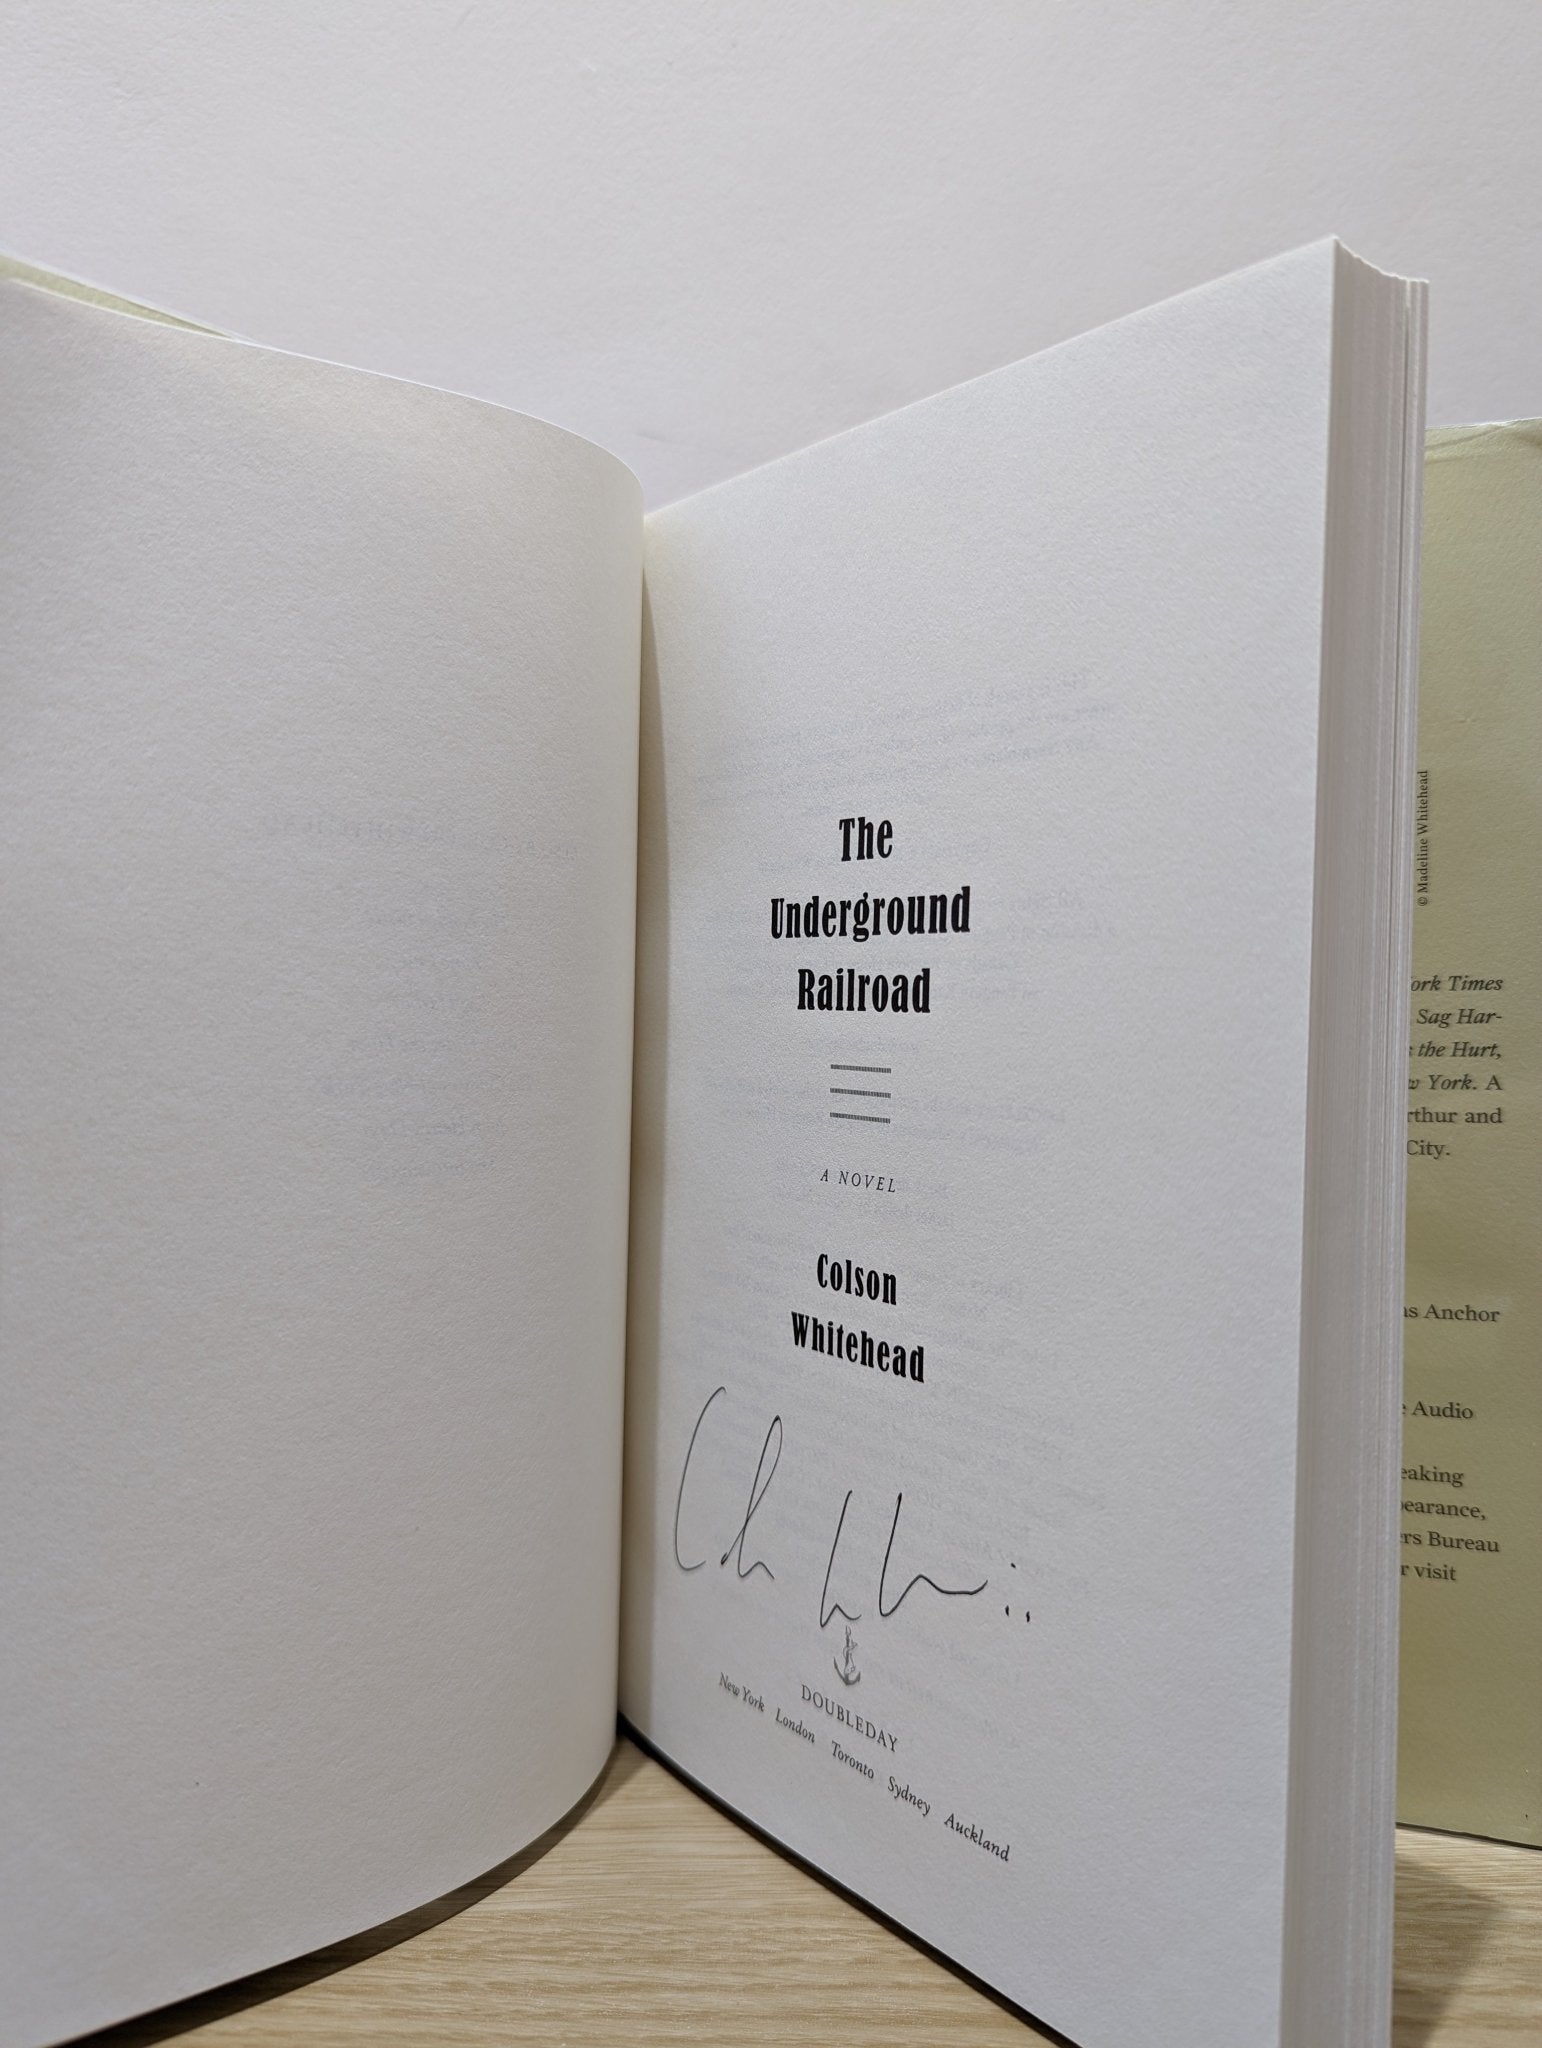 The
Underground
Railroad
A NOVEL
Colson
Whitehead
DOUBLEDAY
New York London Toronto Sydney Auckland
© Madeline Whitehead
ork Times
Sag Har-
the Hurt,
York. A
rthur and
City.
as Anchor
Audio
eaking
pearance,
ers Bureau
r visit